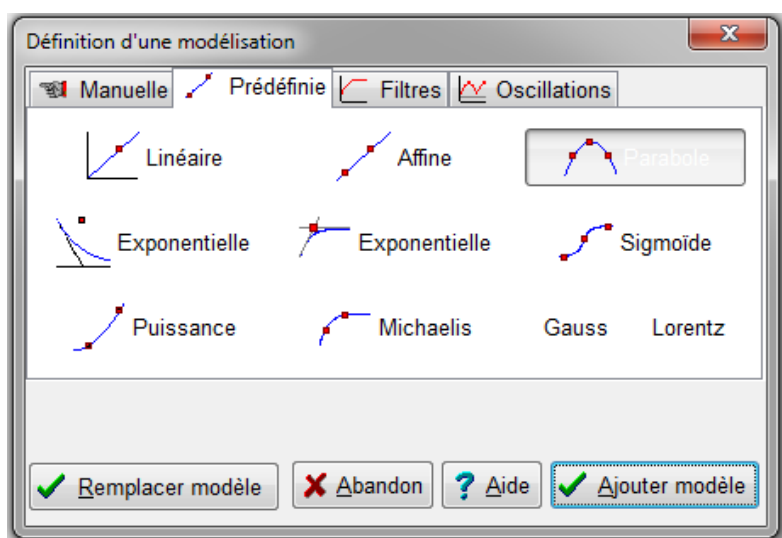 Définition d'une modélisation
Manuelle Prédéfinie Filtres Oscillations
Linéaire Affine Parabole
Exponentielle Exponentielle Sigmoïde
Puissance Michaelis Gauss Lorentz
Remplacer modèle Abandon ? Aide Ajouter modèle